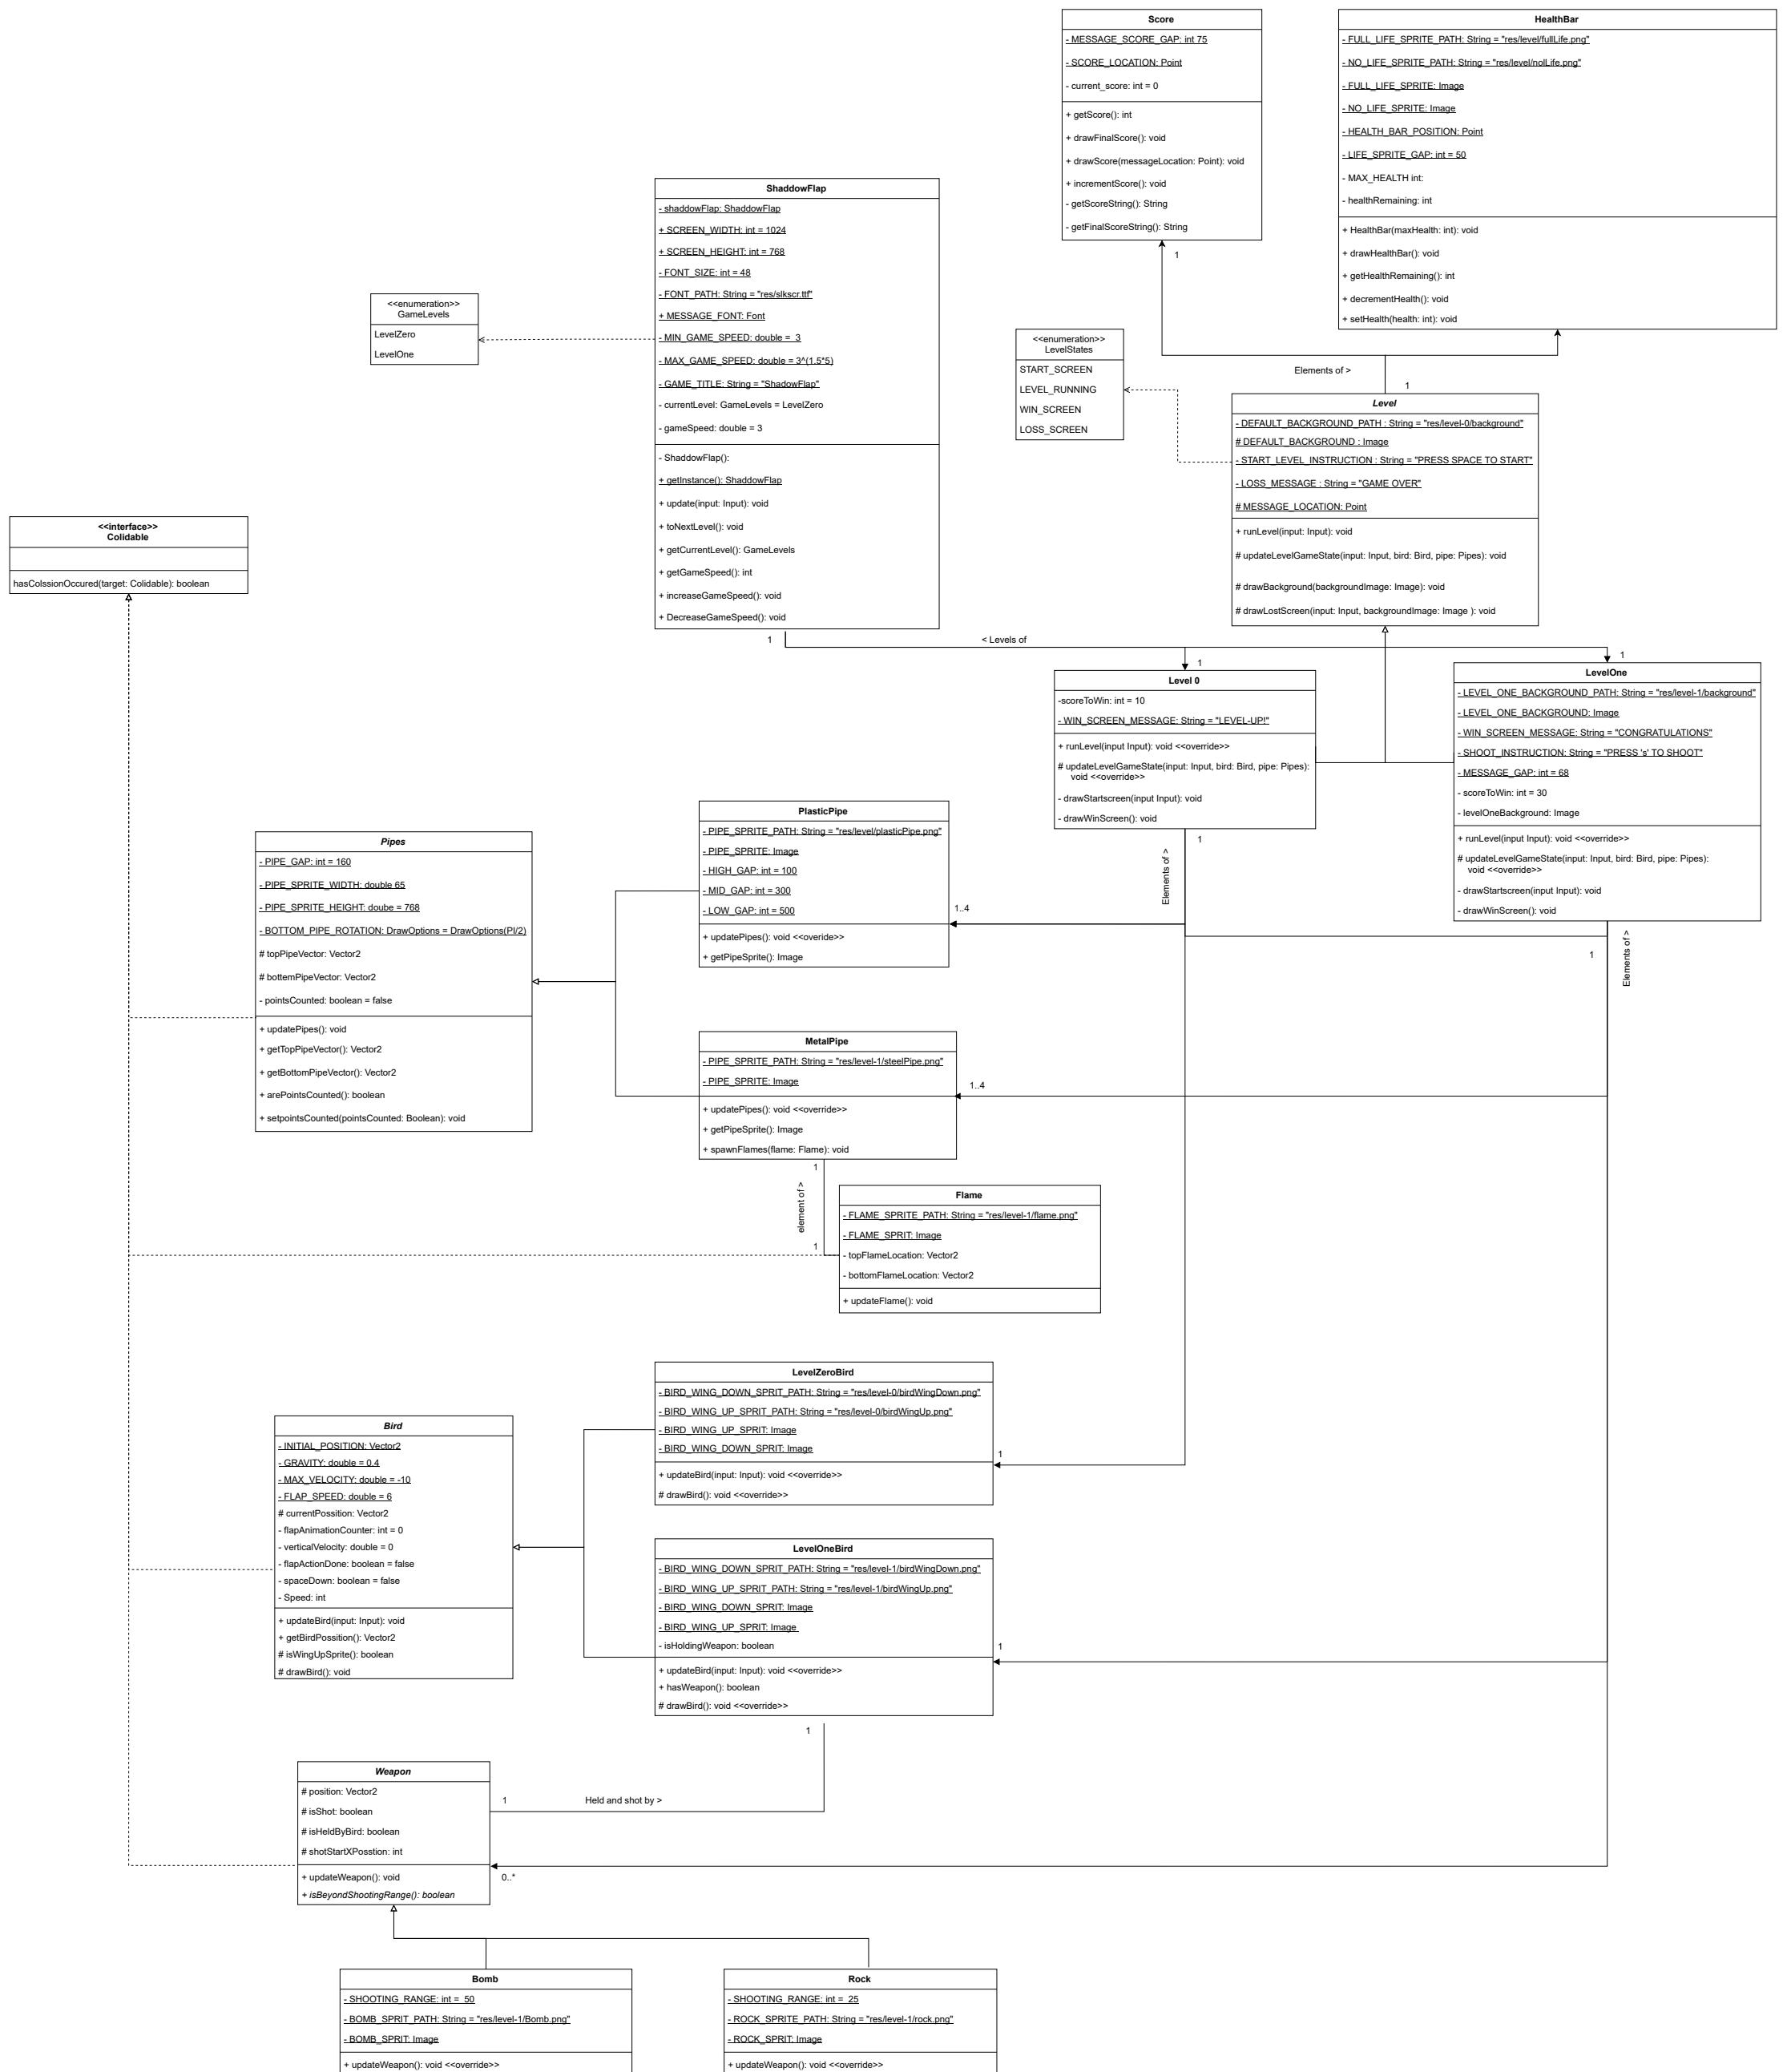 Score
- MESSAGE_SCORE_GAP: int 75
- SCORE_LOCATION: Point
- current_score: int = 0
+ getScore(): int
+ drawFinalScore(): void
+ drawScore(messageLocation: Point): void
+ incrementScore(): void
- getScoreString(): String
- getFinalScoreString(): String
1
HealthBar
- FULL_LIFE_SPRITE_PATH: String = "res/level/fullLife.png"
- NO_LIFE_SPRITE_PATH: String = "res/level/nolLife.png"
- FULL_LIFE_SPRITE: Image
- NO_LIFE_SPRITE: Image
- HEALTH_BAR_POSITION: Point
- LIFE_SPRITE_GAP: int = 50
- MAX_HEALTH int:
- healthRemaining: int
+ HealthBar(maxHealth: int): void
+ drawHealthBar(): void
+ getHealthRemaining(): int
+ decrementHealth(): void
+ setHealth(health: int): void
ShaddowFlap
- shaddowFlap: ShaddowFlap
+ SCREEN_WIDTH: int = 1024
+ SCREEN_HEIGHT: int = 768
- FONT_SIZE: int = 48
- FONT_PATH: String = "res/slkscr.ttf"
+ MESSAGE_FONT: Font
- MIN_GAME_SPEED: double = 3
- MAX_GAME_SPEED: double = 3^(1.5*5)
- GAME_TITLE: String = "ShadowFlap"
- currentLevel: GameLevels = LevelZero
- gameSpeed: double = 3
- ShaddowFlap():
+ getInstance(): ShaddowFlap
+ update(input: Input): void
+ toNextLevel(): void
+ getCurrentLevel(): GameLevels
+ getGameSpeed(): int
+ increaseGameSpeed(): void
+ DecreaseGameSpeed(): void
<<enumeration>>
GameLevels
LevelZero
LevelOne
<<enumeration>>
LevelStates
START_SCREEN
LEVEL_RUNNING
WIN_SCREEN
LOSS_SCREEN
Elements of >
1
Level
- DEFAULT_BACKGROUND_PATH : String = "res/level-0/background"
# DEFAULT_BACKGROUND : Image
- START_LEVEL_INSTRUCTION : String = "PRESS SPACE TO START"
- LOSS_MESSAGE : String = "GAME OVER"
# MESSAGE_LOCATION: Point
+ runLevel(input: Input): void
# updateLevelGameState(input: Input, bird: Bird, pipe: Pipes): void
# drawBackground(backgroundImage: Image): void
# drawLostScreen(input: Input, backgroundImage: Image ): void
<<interface>>
Colidable
hasColssionOccured(target: Colidable): boolean
1
< Levels of
1
1
Level 0
-scoreToWin: int = 10
- WIN_SCREEN_MESSAGE: String = "LEVEL-UP!"
+ runLevel(input Input): void <<override>>
# updateLevelGameState(input: Input, bird: Bird, pipe: Pipes):
void <<override>>
- drawStartscreen(input Input): void
- drawWinScreen(): void
1
Elements of >
LevelOne
- LEVEL_ONE_BACKGROUND_PATH: String = "res/level-1/background"
- LEVEL_ONE_BACKGROUND: Image
- WIN_SCREEN_MESSAGE: String = "CONGRATULATIONS"
- SHOOT_INSTRUCTION: String = "PRESS 's' TO SHOOT"
- MESSAGE_GAP: int = 68
- scoreToWin: int = 30
- levelOneBackground: Image
+ runLevel(input Input): void <<override>>
# updateLevelGameState(input: Input, bird: Bird, pipe: Pipes):
void <<override>>
- drawStartscreen(input Input): void
- drawWinScreen(): void
1
Elements of >
PlasticPipe
- PIPE_SPRITE_PATH: String = "res/level/plasticPipe.png"
- PIPE_SPRITE: Image
- HIGH_GAP: int = 100
- MID_GAP: int = 300
- LOW_GAP: int = 500
+ updatePipes(): void <<overide>>
+ getPipeSprite(): Image
1..4
Pipes
- PIPE_GAP: int = 160
- PIPE_SPRITE_WIDTH: double 65
- PIPE_SPRITE_HEIGHT: doube = 768
- BOTTOM_PIPE_ROTATION: DrawOptions = DrawOptions(PI/2)
# topPipeVector: Vector2
# bottemPipeVector: Vector2
- pointsCounted: boolean = false
+ updatePipes(): void
+ getTopPipeVector(): Vector2
+ getBottomPipeVector(): Vector2
+ arePointsCounted(): boolean
+ setpointsCounted(pointsCounted: Boolean): void
MetalPipe
- PIPE_SPRITE_PATH: String = "res/level-1/steelPipe.png"
- PIPE_SPRITE: Image
+ updatePipes(): void <<override>>
+ getPipeSprite(): Image
+ spawnFlames(flame: Flame): void
1..4
1
element of >
1
Flame
- FLAME_SPRITE_PATH: String = "res/level-1/flame.png"
- FLAME_SPRIT: Image
- topFlameLocation: Vector2
- bottomFlameLocation: Vector2
+ updateFlame(): void
LevelZeroBird
- BIRD_WING_DOWN_SPRIT_PATH: String = "res/level-0/birdWingDown.png"
- BIRD_WING_UP_SPRIT_PATH: String = "res/level-0/birdWingUp.png"
- BIRD_WING_UP_SPRIT: Image
- BIRD_WING_DOWN_SPRIT: Image
+ updateBird(input: Input): void <<override>>
# drawBird(): void <<override>>
1
Bird
- INITIAL_POSITION: Vector2
- GRAVITY: double = 0.4
- MAX_VELOCITY: double = -10
- FLAP_SPEED: double = 6
# currentPossition: Vector2
- flapAnimationCounter: int = 0
- verticalVelocity: double = 0
- flapActionDone: boolean = false
- spaceDown: boolean = false
- Speed: int
+ updateBird(input: Input): void
+ getBirdPossition(): Vector2
# isWingUpSprite(): boolean
# drawBird(): void
LevelOneBird
- BIRD_WING_DOWN_SPRIT_PATH: String = "res/level-1/birdWingDown.png"
- BIRD_WING_UP_SPRIT_PATH: String = "res/level-1/birdWingUp.png"
- BIRD_WING_DOWN_SPRIT: Image
- BIRD_WING_UP_SPRIT: Image
- isHoldingWeapon: boolean
+ updateBird(input: Input): void <<override>>
+ hasWeapon(): boolean
# drawBird(): void <<override>>
1
1
Weapon
# position: Vector2
# isShot: boolean
# isHeldByBird: boolean
# shotStartXPosstion: int
+ updateWeapon(): void
+ isBeyondShootingRange(): boolean
1
Held and shot by >
0..*
Bomb
- SHOOTING_RANGE: int = 50
- BOMB_SPRIT_PATH: String = "res/level-1/Bomb.png"
- BOMB_SPRIT: Image
+ updateWeapon(): void <<override>>
Rock
- SHOOTING_RANGE: int = 25
- ROCK_SPRITE_PATH: String = "res/level-1/rock.png"
- ROCK_SPRIT: Image
+ updateWeapon(): void <<override>>